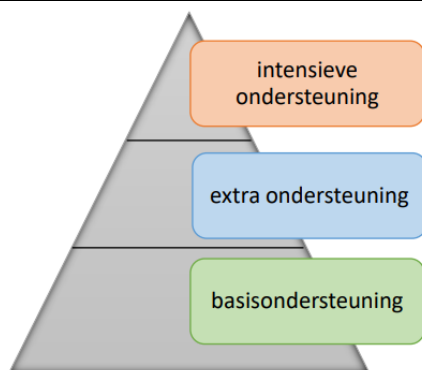 intensieve
ondersteuning
extra ondersteuning
basisondersteuning